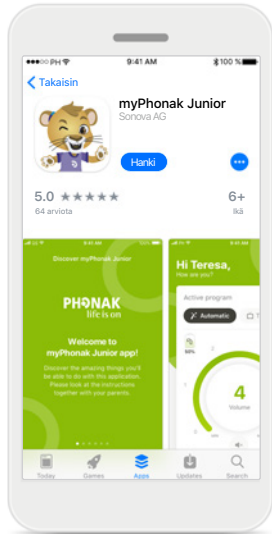 PH 9:41 AM 100 %
Takaisin
myPhonak Junior
Sonova AG
Hanki
5.0 ★★★★★ 6+
64 arviota Ikä
Discover myPhonak Junior
PHONAK
life is on
Welcome to
myPhonak Junior app!
Discover the amazing things you'll
be able to do with this application.
Please look at the instructions
together with your parents.
Hi Teresa,
How are you?
Active program
Automatic
50%
4
Volume
Today Games Apps Updates Search